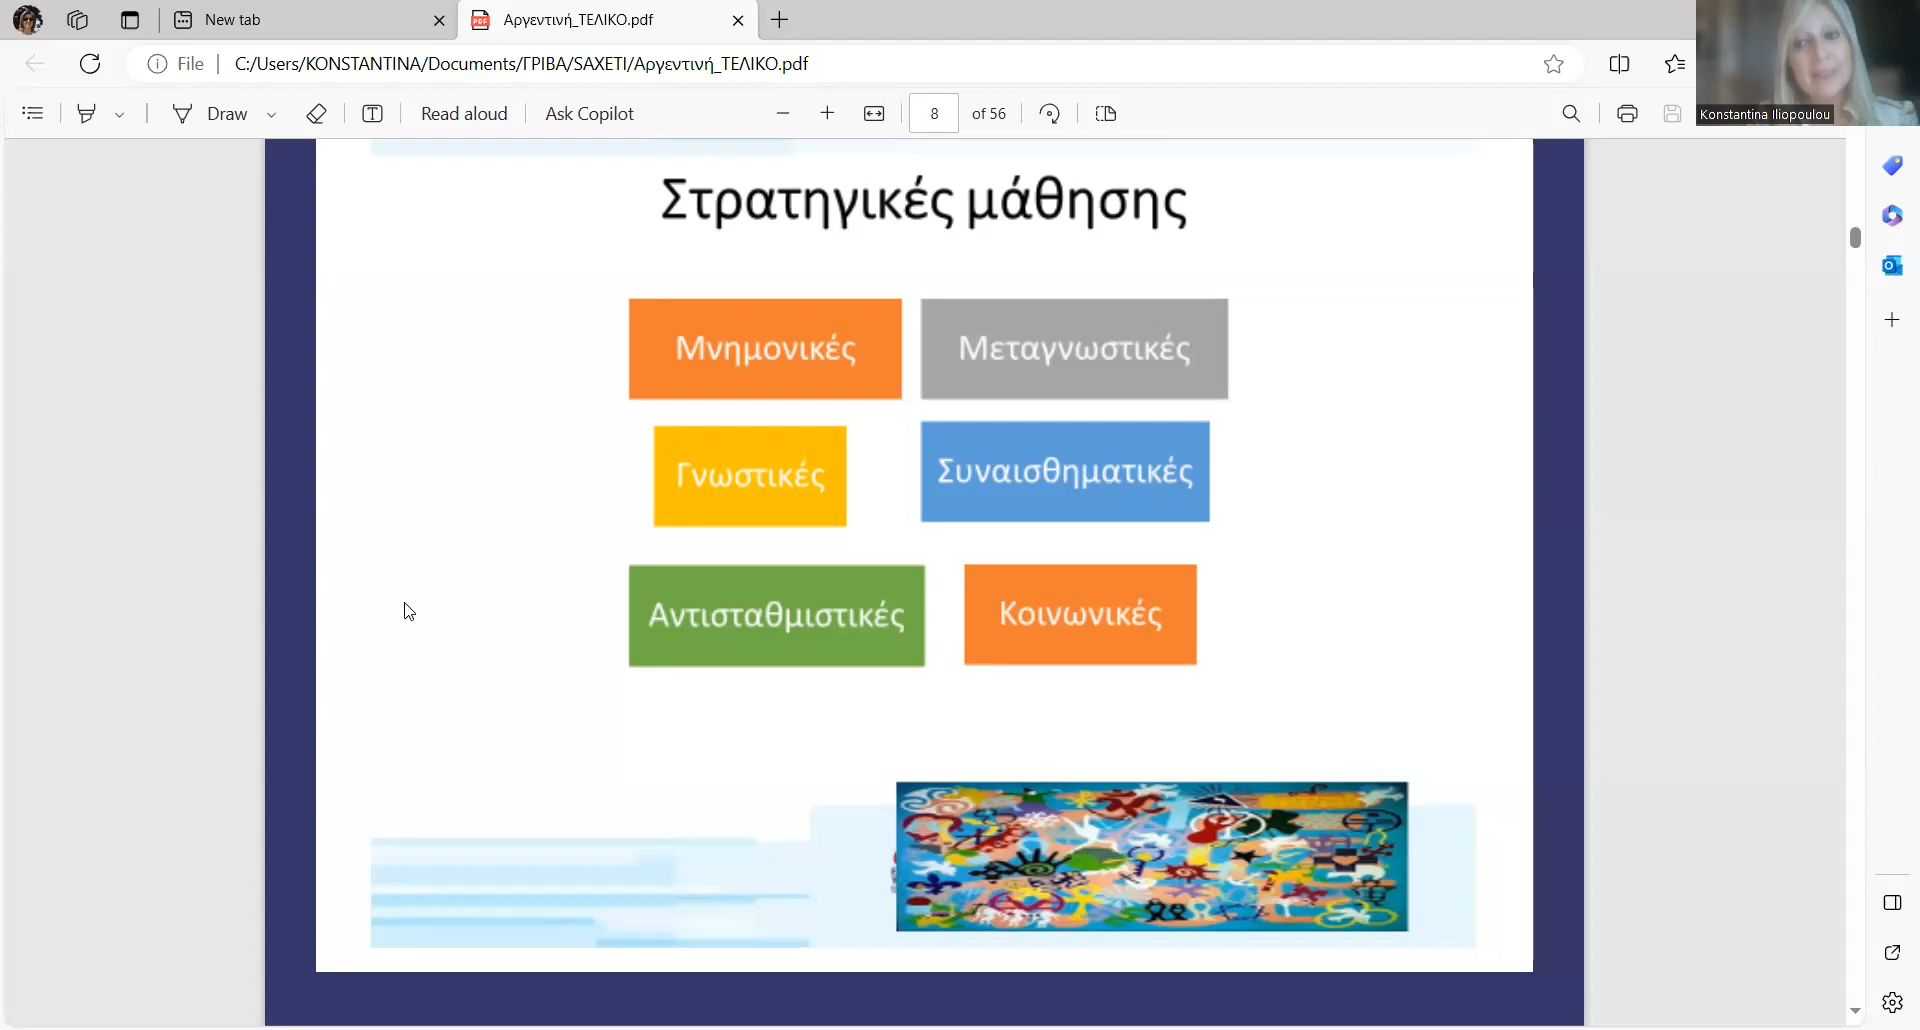 New tab
Αργεντινή_ΤΕΛΙΚΟ.pdf
File
C:/Users/KONSTANTINA/Documents/ΓΡΙΒΑ/SAXETI/Αργεντινή_ΤΕΛΙΚΟ.pdf
Draw
Read aloud
Ask Copilot
8 of 56
Konstantina Iliopoulou
Στρατηγικές μάθησης
Μνημονικές
Μεταγνωστικές
Γνωστικές
Συναισθηματικές
Αντισταθμιστικές
Κοινωνικές